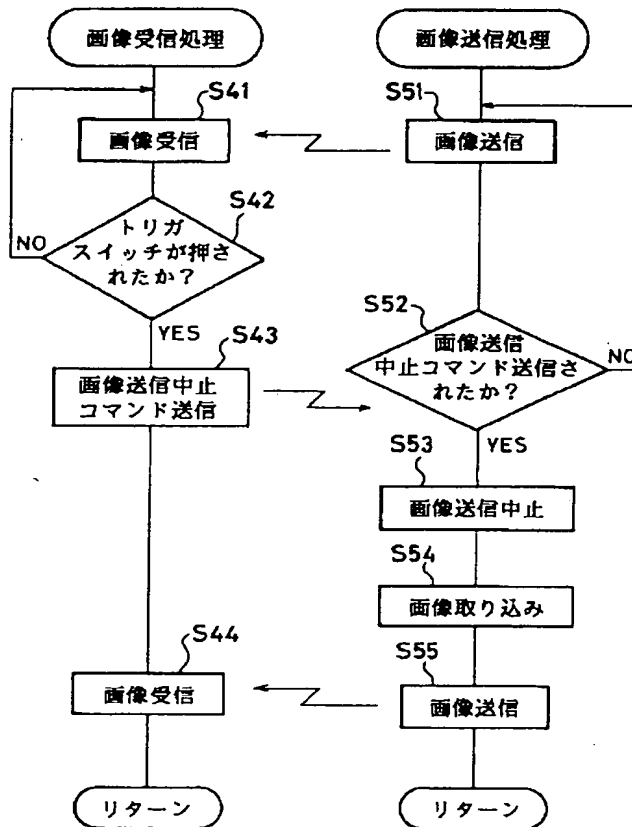 画像受信処理
S41
画像受信
S42
トリガ
スイッチが押さ
れたか？
NO
YES
S43
画像送信中止
コマンド送信
S44
画像受信
リターン
画像送信処理
S51
画像送信
S52
画像送信
中止コマンド送信さ
れたか？
NO
YES
S53
画像送信中止
S54
画像取り込み
S55
画像送信
リターン